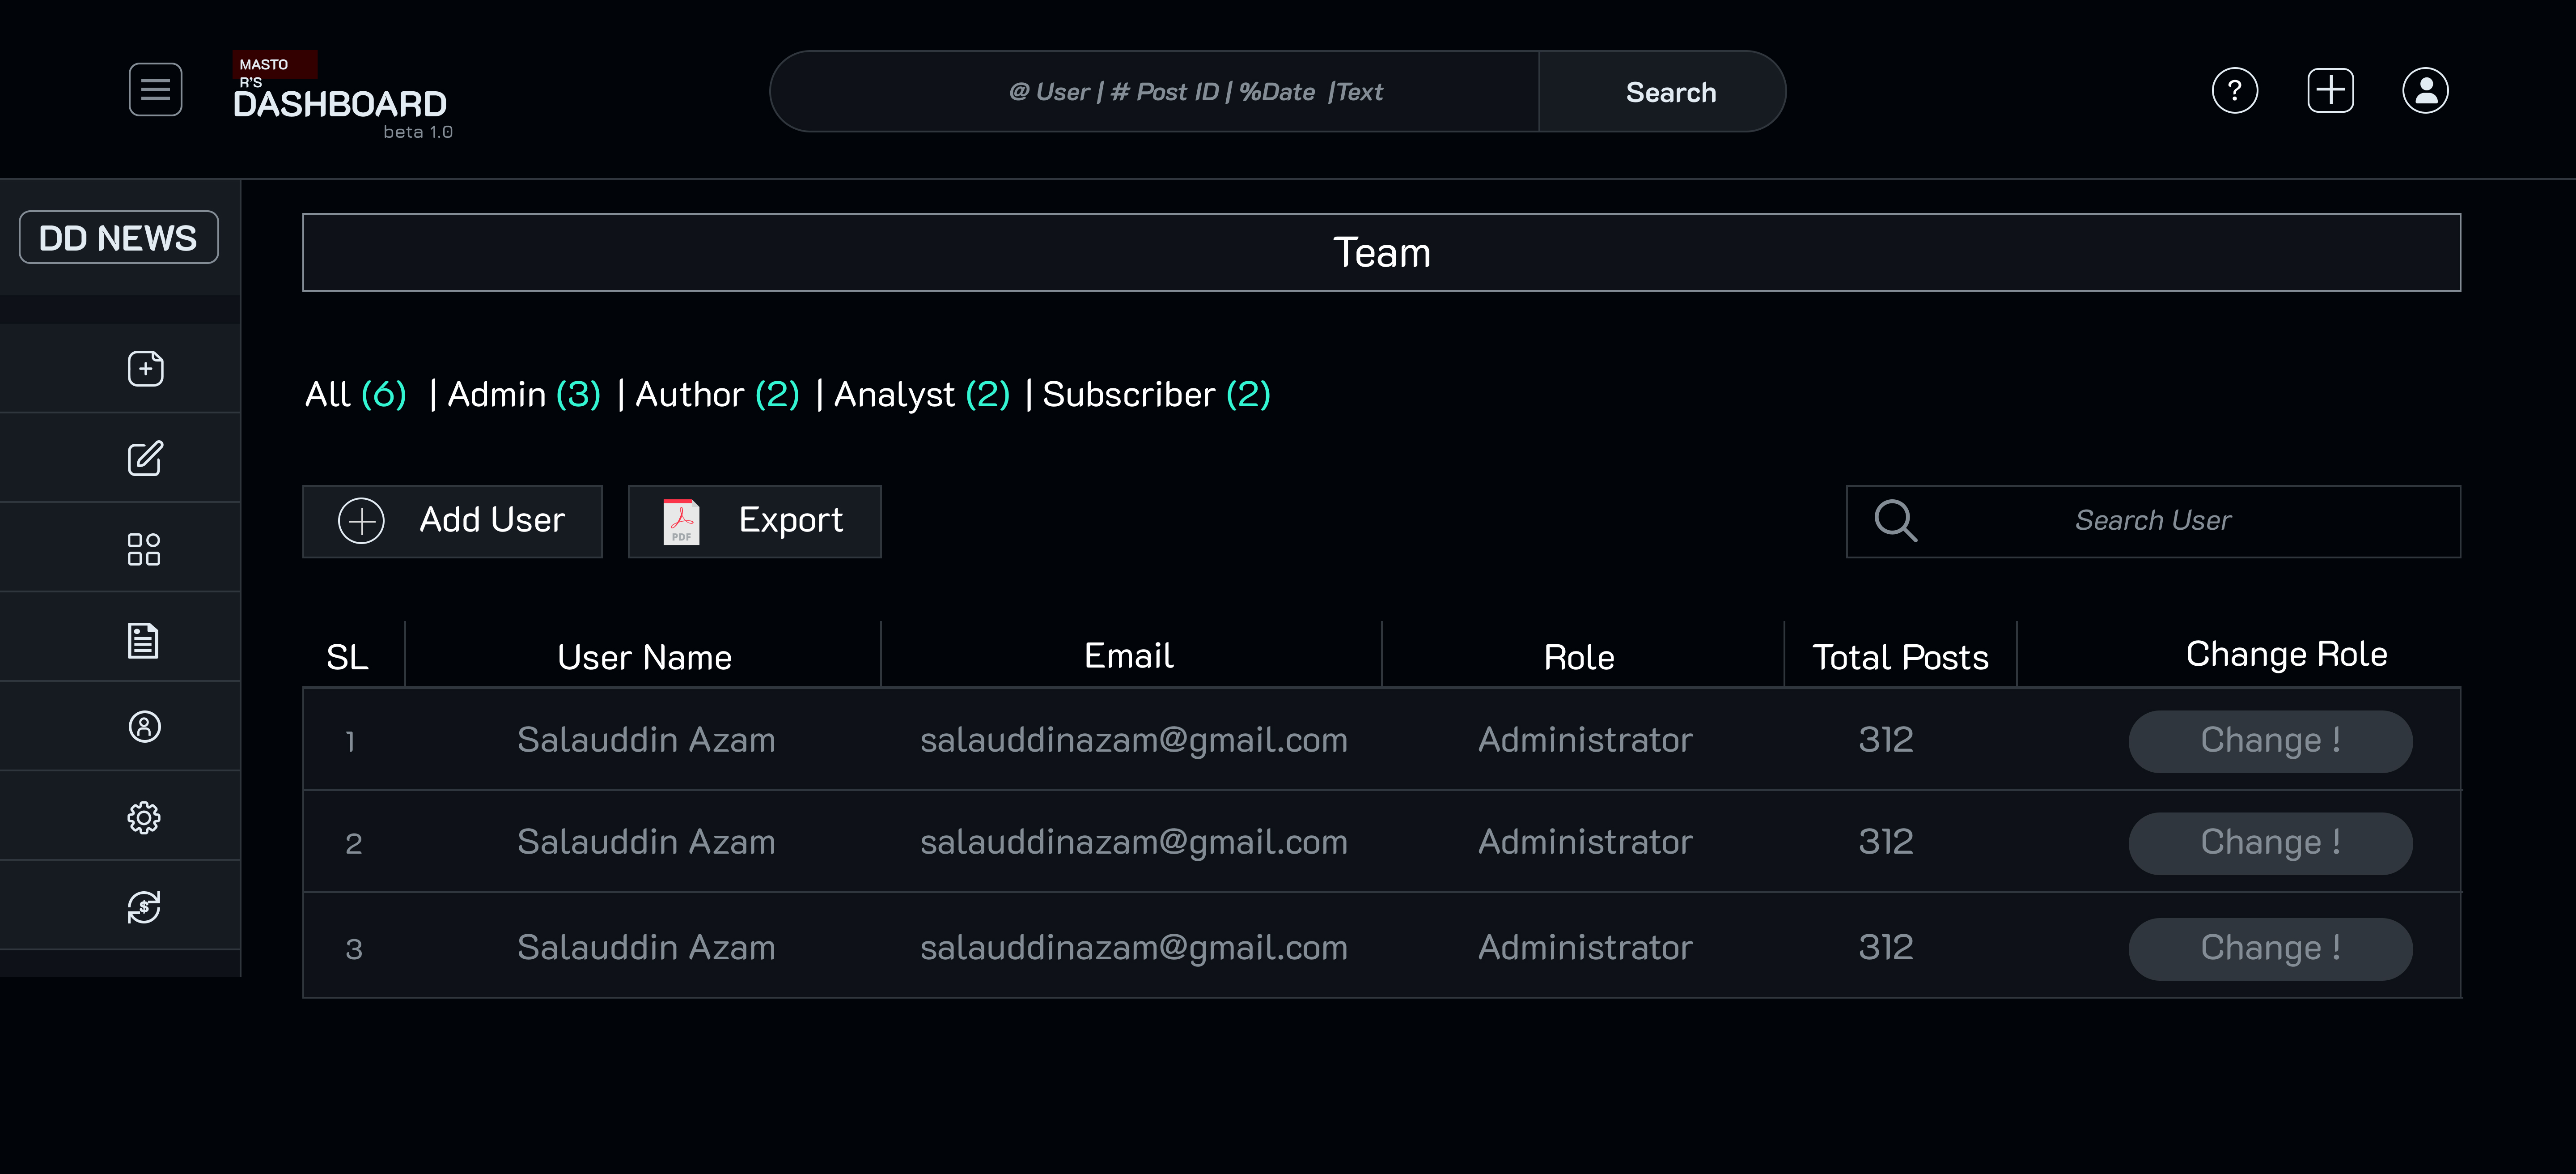 MASTO
R'S
DASHBOARD
beta 1.0
@ User | # Post ID | %Date |Text
Search
?
DD NEWS
Team
All (6) | Admin (3) | Author (2) | Analyst (2) | Subscriber (2)
Add User
PDF
Export
Search User
SL User Name Email Role Total Posts Change Role
1 Salauddin Azam salauddinazam@gmail.com Administrator 312 Change !
2 Salauddin Azam salauddinazam@gmail.com Administrator 312 Change !
3 Salauddin Azam salauddinazam@gmail.com Administrator 312 Change !
$